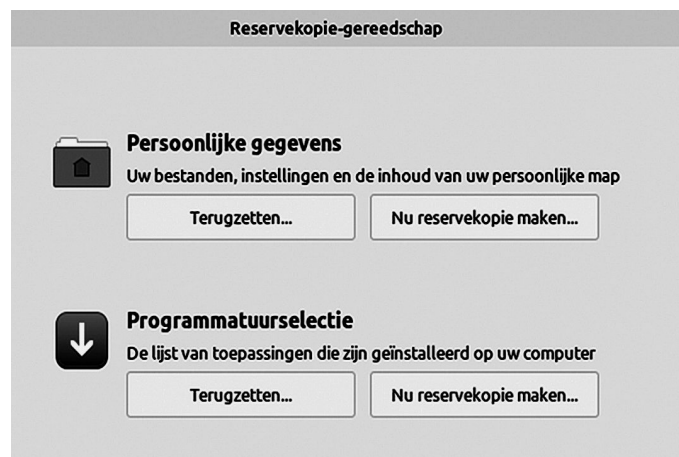 Reservekopie-gereedschap
Persoonlijke gegevens
Uw bestanden, instellingen en de inhoud van uw persoonlijke map
Terugzetten... Nu reservekopie maken...
Programmatuurselectie
De lijst van toepassingen die zijn geïnstalleerd op uw computer
Terugzetten... Nu reservekopie maken...